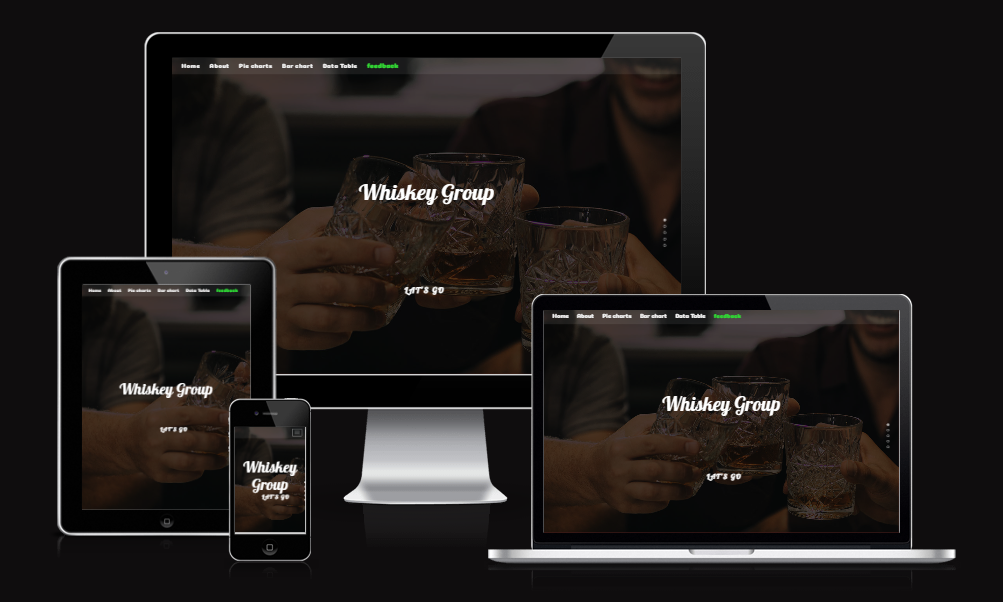 Home About Pie charts Bar chart Data Table feedback
Whiskey Group
LAT'S GO
Home About Pie charts Bar chart Data Table feedback
Whiskey Group
LAT'S GO
Whiskey
Group
LAT'S GO
Home About Pie charts Bar chart Data Table feedback
Whiskey Group
LAT'S GO